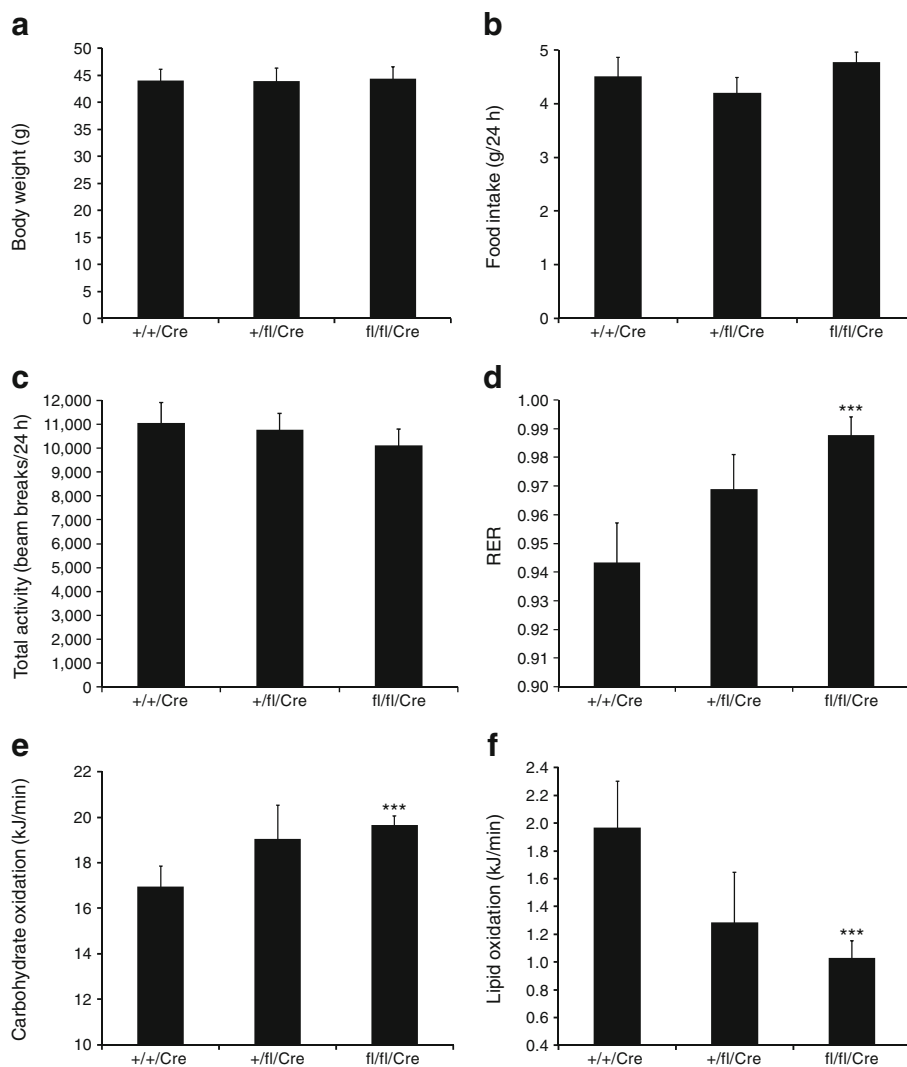 a
Body weight (g)
50
45
40
35
30
25
20
15
10
5
0
+/+/Cre
+/fl/Cre
fl/fl/Cre
b
Food intake (g/24 h)
5
4
3
2
1
0
+/+/Cre
+/fl/Cre
fl/fl/Cre
c
Total activity (beam breaks/24 h)
12,000
11,000
10,000
9,000
8,000
7,000
6,000
5,000
4,000
3,000
2,000
1,000
0
+/+/Cre
+/fl/Cre
fl/fl/Cre
d
RER
1.00
0.99
0.98
0.97
0.96
0.95
0.94
0.93
0.92
0.91
0.90
***
+/+/Cre
+/fl/Cre
fl/fl/Cre
e
Carbohydrate oxidation (kJ/min)
22
20
18
16
14
12
10
***
+/+/Cre
+/fl/Cre
fl/fl/Cre
f
Lipid oxidation (kJ/min)
2.4
2.2
2.0
1.8
1.6
1.4
1.2
1.0
0.8
0.6
0.4
***
+/+/Cre
+/fl/Cre
fl/fl/Cre